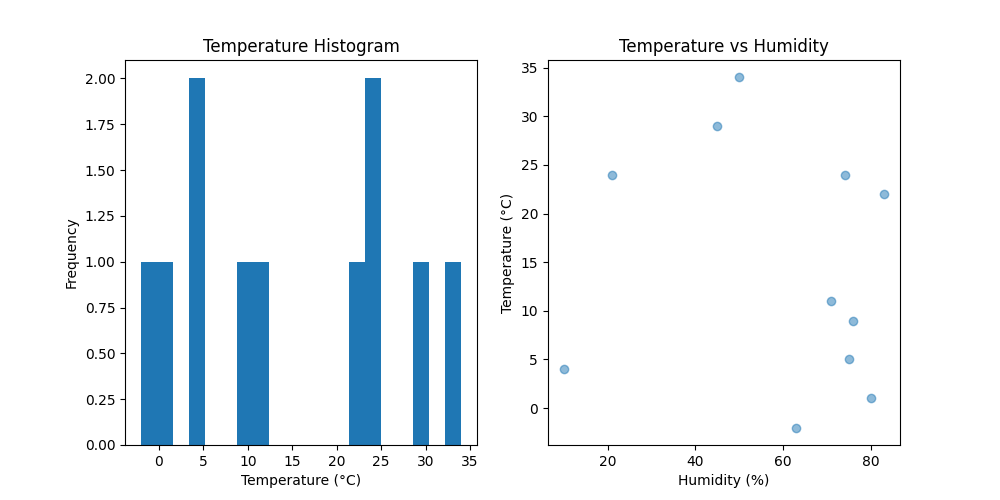 Temperature Histogram
2.00
1.75
1.50
1.25
1.00
0.75
0.50
0.25
0.00
Frequency
0 5 10 15 20 25 30 35
Temperature (°C)
Temperature vs Humidity
35
30
25
20
15
10
5
0
Temperature (°C)
20 40 60 80
Humidity (%)